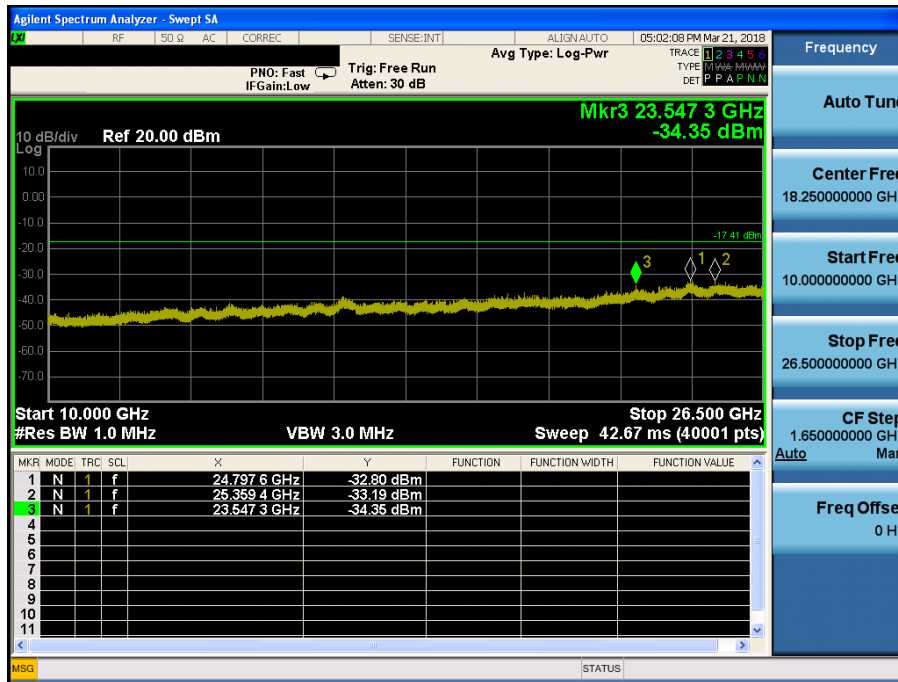 Agilent Spectrum Analyzer - Swept SA
LXI RF 50 Ω AC CORREC SENSE:INT ALIGN AUTO 05:02:08 PM Mar 21, 2018
Avg Type: Log-Pwr
TRACE 1 2 3 4 5 6
PNO: Fast Trig: Free Run
TYPE M WA MWWW
IFGain:Low Atten: 30 dB
DET P P A P N N
Mkr3 23.547 3 GHz
-34.35 dBm
10 dB/div Ref 20.00 dBm
Log
10.0
0.00
-10.0
-17.41 dBm
-20.0
-30.0
3 1 2
-40.0
-50.0
-60.0
-70.0
Start 10.000 GHz Stop 26.500 GHz
#Res BW 1.0 MHz VBW 3.0 MHz Sweep 42.67 ms (40001 pts)
MKR MODE TRC SCL X Y FUNCTION FUNCTION WIDTH FUNCTION VALUE
1 N 1 f 24.797 6 GHz -32.80 dBm
2 N 1 f 25.359 4 GHz -33.19 dBm
3 N 1 f 23.547 3 GHz -34.35 dBm
4
5
6
7
8
9
10
11
MSG STATUS
Frequency
Auto Tun
Center Fre
18.250000000 GH
Start Fre
10.000000000 GH
Stop Fre
26.500000000 GH
CF Step
1.650000000 GH
Auto Ma
Freq Offse
0 H